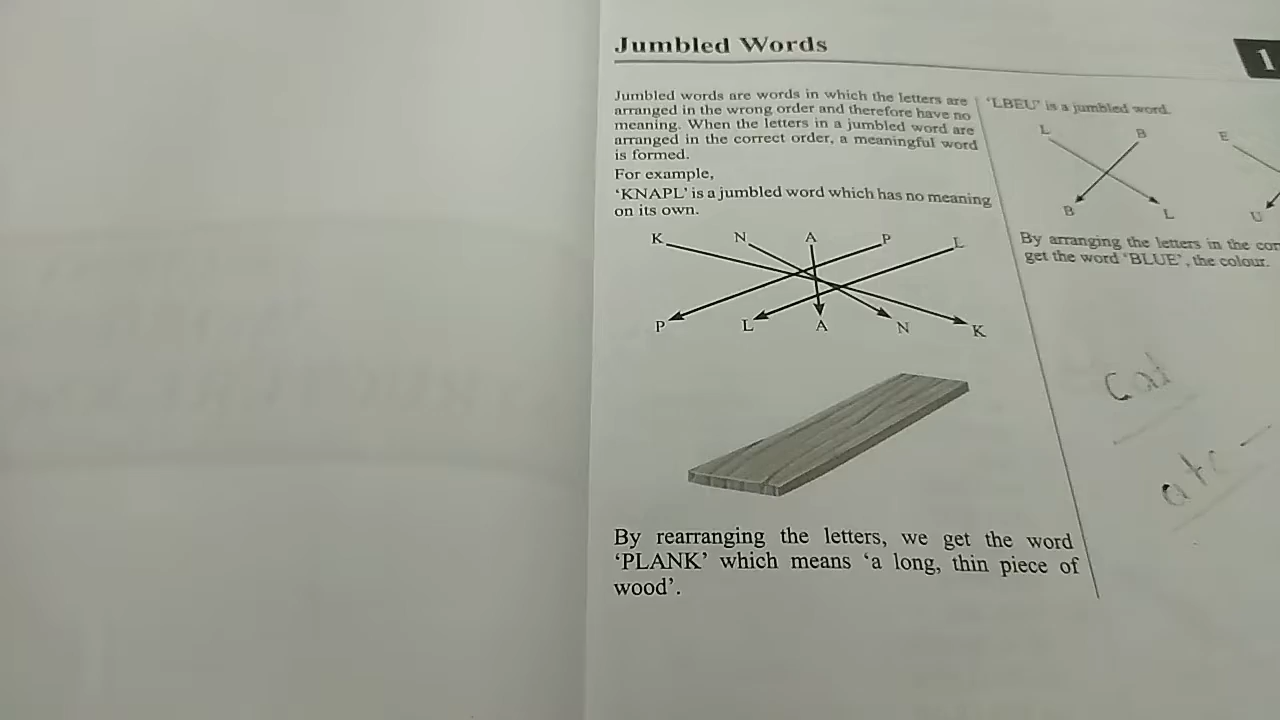 Jumbled Words
1
Jumbled words are words in which the letters are
arranged in the wrong order and therefore have no
meaning. When the letters in a jumbled word are
arranged in the correct order, a meaningful word
is formed.
For example,
‘KNAPL’ is a jumbled word which has no meaning
on its own.
K N A P L
P L A N K
By rearranging the letters, we get the word
‘PLANK’ which means ‘a long, thin piece of
wood’.
‘LBEU’ is a jumbled word.
L B E
B L U
By arranging the letters in the
get the word ‘BLUE’, the colour.
Cat